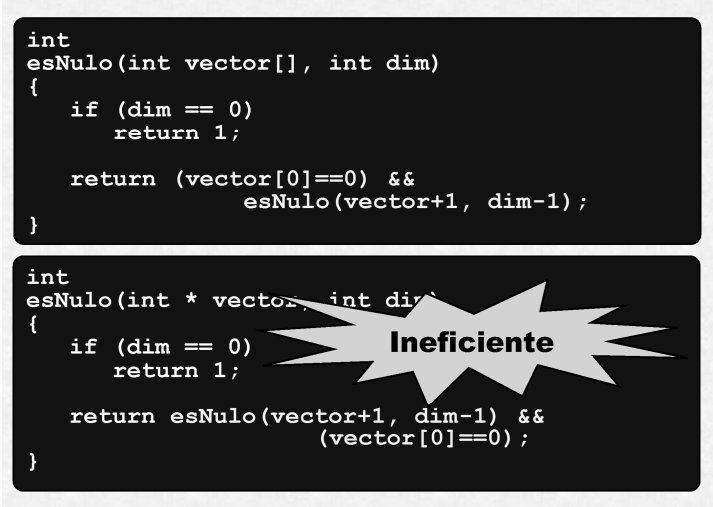 int
esNulo(int vector[], int dim)
{
if (dim == 0)
return 1;
return (vector[0]==0) &&
esNulo(vector+1, dim-1);
}
int
esNulo(int * vector, int dim)
{
if (dim == 0)
Ineficiente
return 1;
return esNulo(vector+1, dim-1) &&
(vector[0]==0);
}